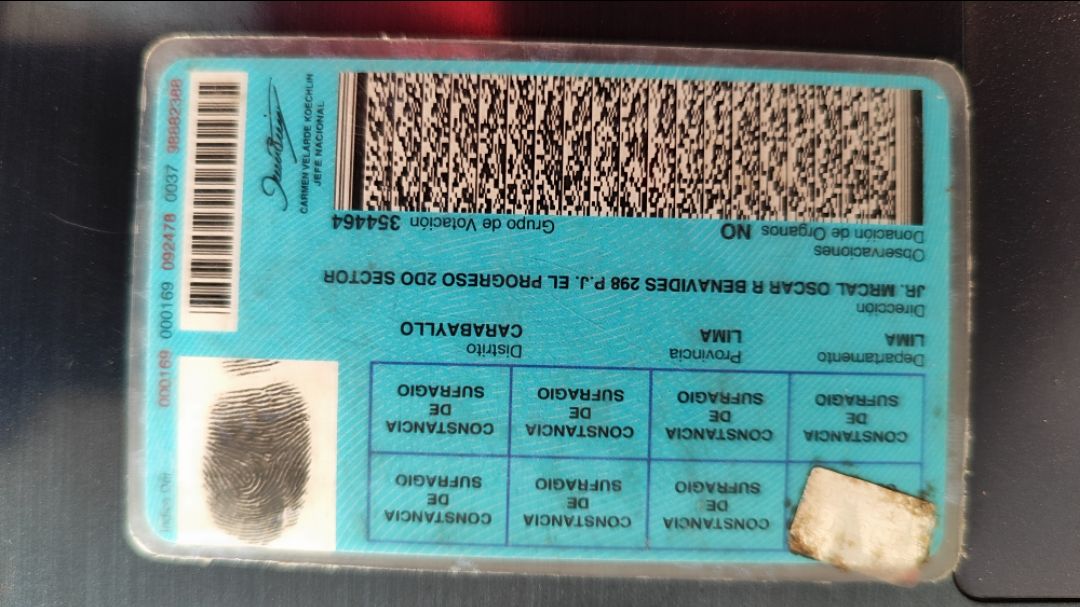 CONSTANCIA DE SUFRAGIO
CONSTANCIA DE SUFRAGIO
CONSTANCIA DE SUFRAGIO
CONSTANCIA DE SUFRAGIO
CONSTANCIA DE SUFRAGIO
CONSTANCIA DE SUFRAGIO
CONSTANCIA DE SUFRAGIO
Departamento Provincia Distrito
LIMA LIMA CARABAYLLO
Dirección
JR. MRCAL OSCAR R BENAVIDES 298 P.J. EL PROGRESO 2DO SECTOR
Observaciones
Donación de Organos NO Grupo de Votación 354464
CARMEN VELARDE KOECHLIN
JEFE NACIONAL
000169 000169 092478 0037